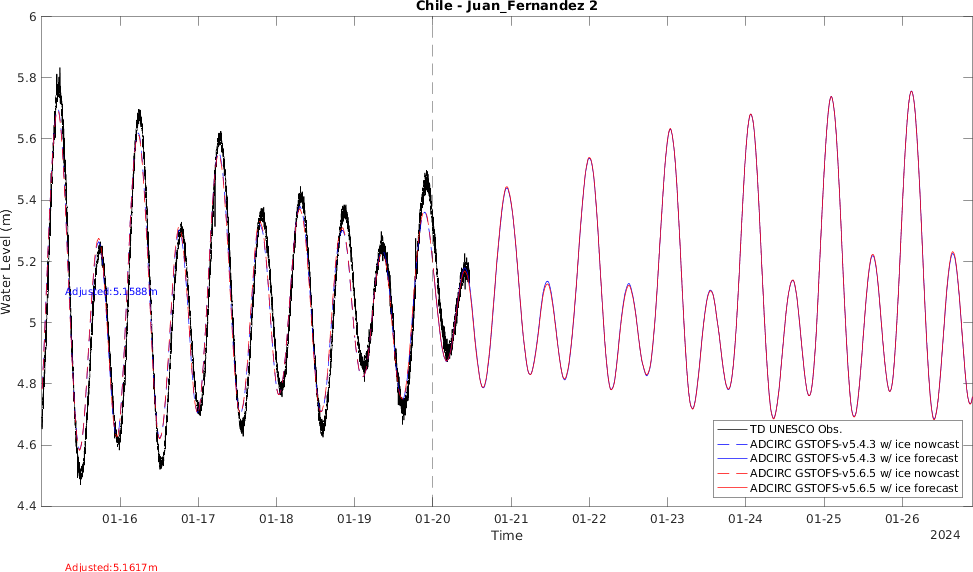 Chile - Juan_Fernandez 2
6
5.8
5.6
5.4
5.2
5
4.8
4.6
4.4
Water Level (m)
Adjusted:5.1588m
TD UNESCO Obs.
ADCIRC GSTOFS-v5.4.3 w/ ice nowcast
ADCIRC GSTOFS-v5.4.3 w/ ice forecast
ADCIRC GSTOFS-v5.6.5 w/ ice nowcast
ADCIRC GSTOFS-v5.6.5 w/ ice forecast
01-16 01-17 01-18 01-19 01-20 01-21 01-22 01-23 01-24 01-25 01-26
Time
2024
Adjusted:5.1617m